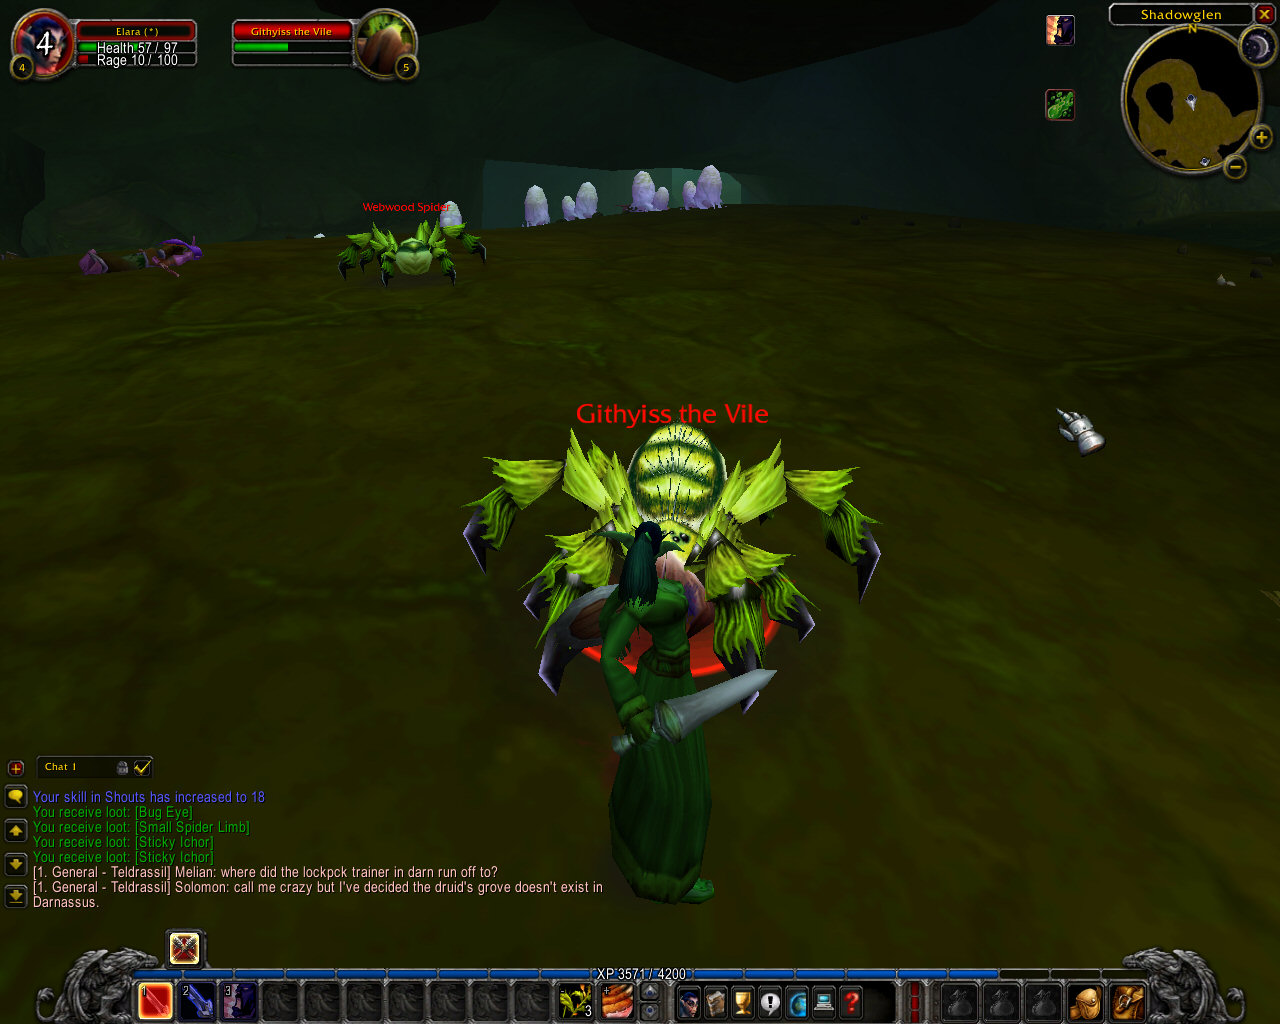 Elara (*)
Health 57 / 97
Rage 10 / 100
4
4
Githyiss the Vile
5
Shadowglen
N
Webwood Spider
Githyiss the Vile
Chat 1
Your skill in Shouts has increased to 18
You receive loot: [Bug Eye]
You receive loot: [Small Spider Limb]
You receive loot: [Sticky Ichor]
You receive loot: [Sticky Ichor]
[1. General - Teldrassil] Melian: where did the lockpck trainer in darn run off to?
[1. General - Teldrassil] Solomon: call me crazy but I've decided the druid's grove doesn't exist in
Darnassus.
XP 3571 / 4200
1
2
3
-
3
+